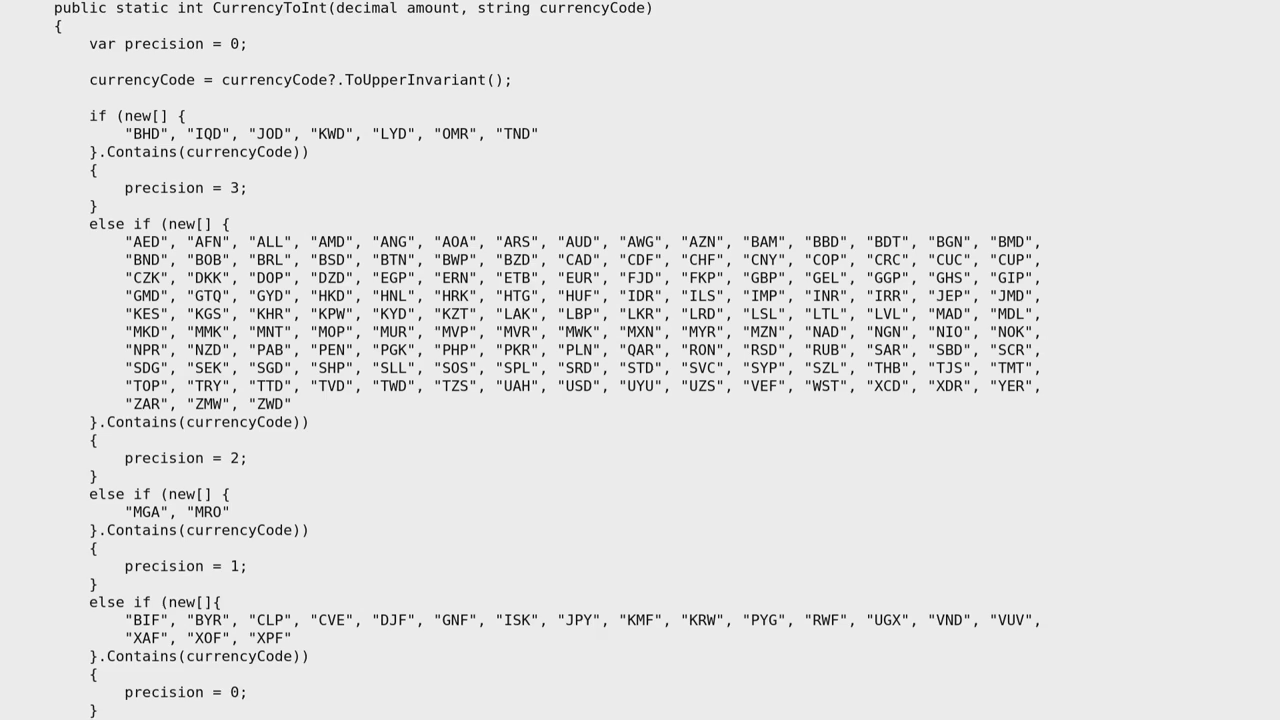 public static int CurrencyToInt(decimal amount, string currencyCode)
{
var precision = 0;
currencyCode = currencyCode?.ToUpperInvariant();
if (new[] {
"BHD", "IQD", "JOD", "KWD", "LYD", "OMR", "TND"
}.Contains(currencyCode))
{
precision = 3;
}
else if (new[] {
"AED", "AFN", "ALL", "AMD", "ANG", "AOA", "ARS", "AUD", "AWG", "AZN", "BAM", "BBD", "BDT", "BGN", "BMD",
"BND", "BOB", "BRL", "BSD", "BTN", "BWP", "BZD", "CAD", "CDF", "CHF", "CNY", "COP", "CRC", "CUC", "CUP",
"CZK", "DKK", "DOP", "DZD", "EGP", "ERN", "ETB", "EUR", "FJD", "FKP", "GBP", "GEL", "GGP", "GHS", "GIP",
"GMD", "GTQ", "GYD", "HKD", "HNL", "HRK", "HTG", "HUF", "IDR", "ILS", "IMP", "INR", "IRR", "JEP", "JMD",
"KES", "KGS", "KHR", "KPW", "KYD", "KZT", "LAK", "LBP", "LKR", "LRD", "LSL", "LTL", "LVL", "MAD", "MDL",
"MKD", "MMK", "MNT", "MOP", "MUR", "MVP", "MVR", "MWK", "MXN", "MYR", "MZN", "NAD", "NGN", "NIO", "NOK",
"NPR", "NZD", "PAB", "PEN", "PGK", "PHP", "PKR", "PLN", "QAR", "RON", "RSD", "RUB", "SAR", "SBD", "SCR",
"SDG", "SEK", "SGD", "SHP", "SLL", "SOS", "SPL", "SRD", "STD", "SVC", "SYP", "SZL", "THB", "TJS", "TMT",
"TOP", "TRY", "TTD", "TVD", "TWD", "TZS", "UAH", "USD", "UYU", "UZS", "VEF", "WST", "XCD", "XDR", "YER",
"ZAR", "ZMW", "ZWD"
}.Contains(currencyCode))
{
precision = 2;
}
else if (new[] {
"MGA", "MRO"
}.Contains(currencyCode))
{
precision = 1;
}
else if (new[]{
"BIF", "BYR", "CLP", "CVE", "DJF", "GNF", "ISK", "JPY", "KMF", "KRW", "PYG", "RWF", "UGX", "VND", "VUV",
"XAF", "XOF", "XPF"
}.Contains(currencyCode))
{
precision = 0;
}